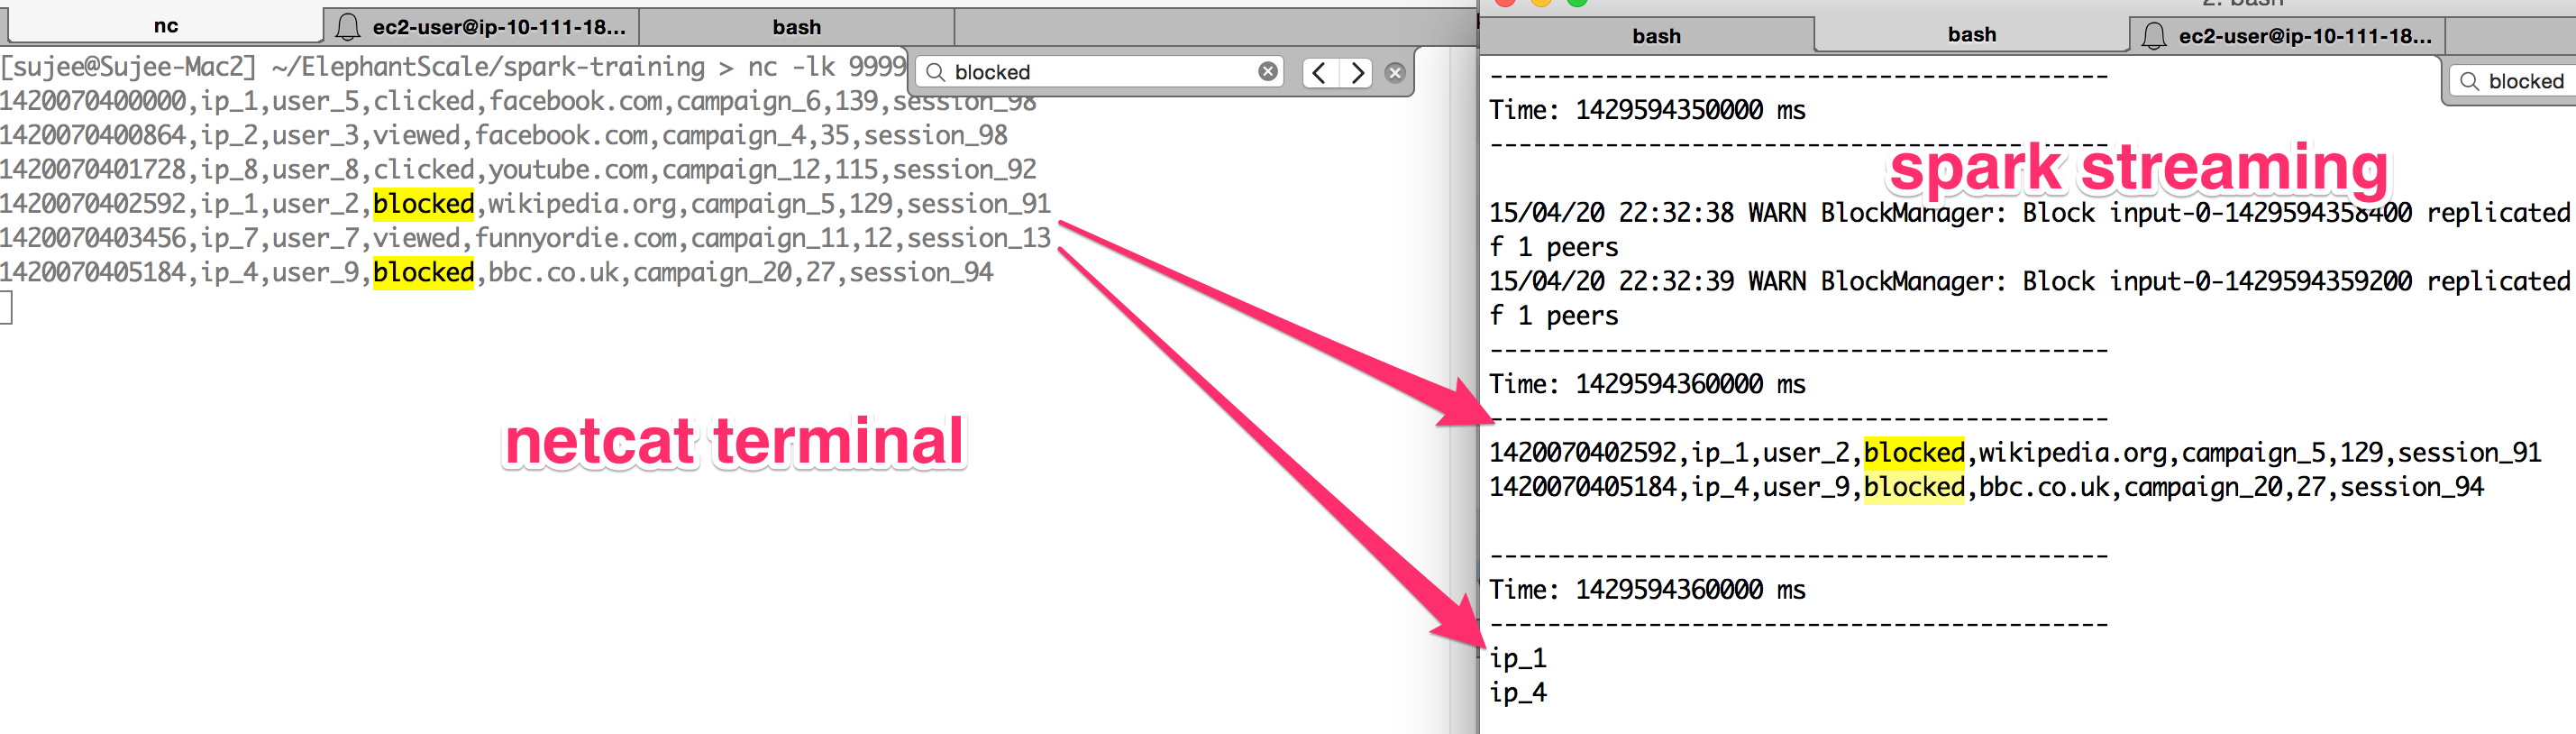 nc
ec2-user@ip-10-111-18...
bash
[sujee@Sujee-Mac2] ~/ElephantScale/spark-training > nc -lk 9999
blocked
1420070400000,ip_1,user_5,clicked,facebook.com,campaign_6,139,session_98
1420070400864,ip_2,user_3,viewed,facebook.com,campaign_4,35,session_98
1420070401728,ip_8,user_8,clicked,youtube.com,campaign_12,115,session_92
1420070402592,ip_1,user_2,blocked,wikipedia.org,campaign_5,129,session_91
1420070403456,ip_7,user_7,viewed,funnyordie.com,campaign_11,12,session_13
1420070405184,ip_4,user_9,blocked,bbc.co.uk,campaign_20,27,session_94
netcat terminal
2. bash
bash
bash
ec2-user@ip-10-111-18...
blocked
-------------------------------------------
Time: 1429594350000 ms
-------------------------------------------
spark streaming
15/04/20 22:32:38 WARN BlockManager: Block input-0-1429594358400 replicated
f 1 peers
15/04/20 22:32:39 WARN BlockManager: Block input-0-1429594359200 replicated
f 1 peers
-------------------------------------------
Time: 1429594360000 ms
-------------------------------------------
1420070402592,ip_1,user_2,blocked,wikipedia.org,campaign_5,129,session_91
1420070405184,ip_4,user_9,blocked,bbc.co.uk,campaign_20,27,session_94
-------------------------------------------
Time: 1429594360000 ms
-------------------------------------------
ip_1
ip_4